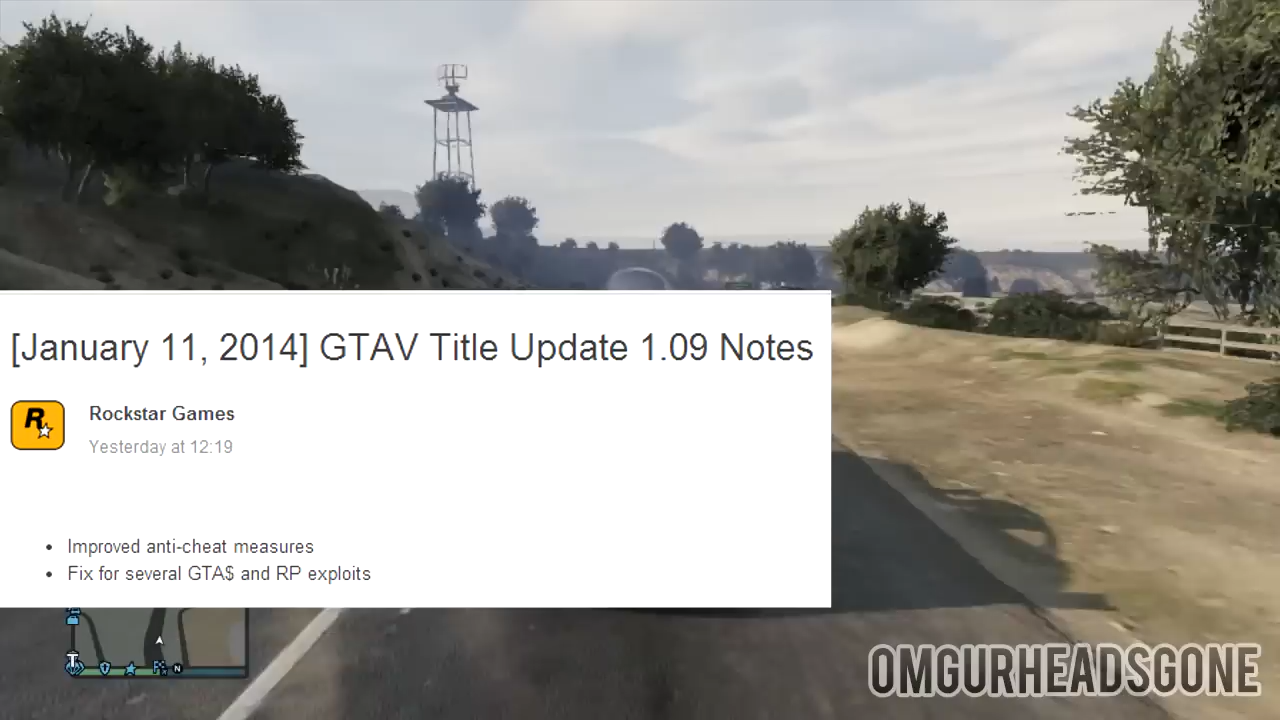 [January 11, 2014] GTAV Title Update 1.09 Notes
R
Rockstar Games
Yesterday at 12:19
• Improved anti-cheat measures
• Fix for several GTA$ and RP exploits
T
N
OMGURHEADSGONE